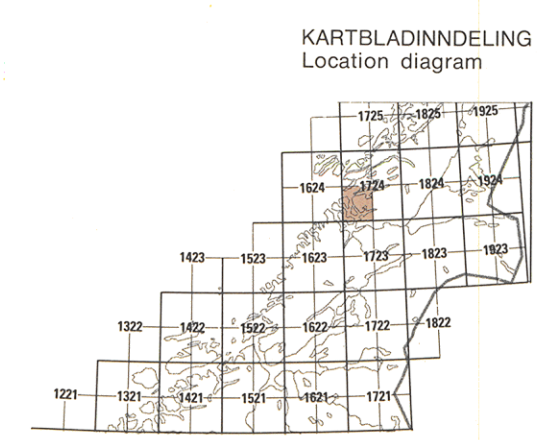 KARTBLADINNDELING
Location diagram
1725 1825 1925
1624 1724 1824 1924
1423 1523 1623 1723 1823 1923
1322 1422 1522 1622 1722 1822
1221 1321 1421 1521 1621 1721